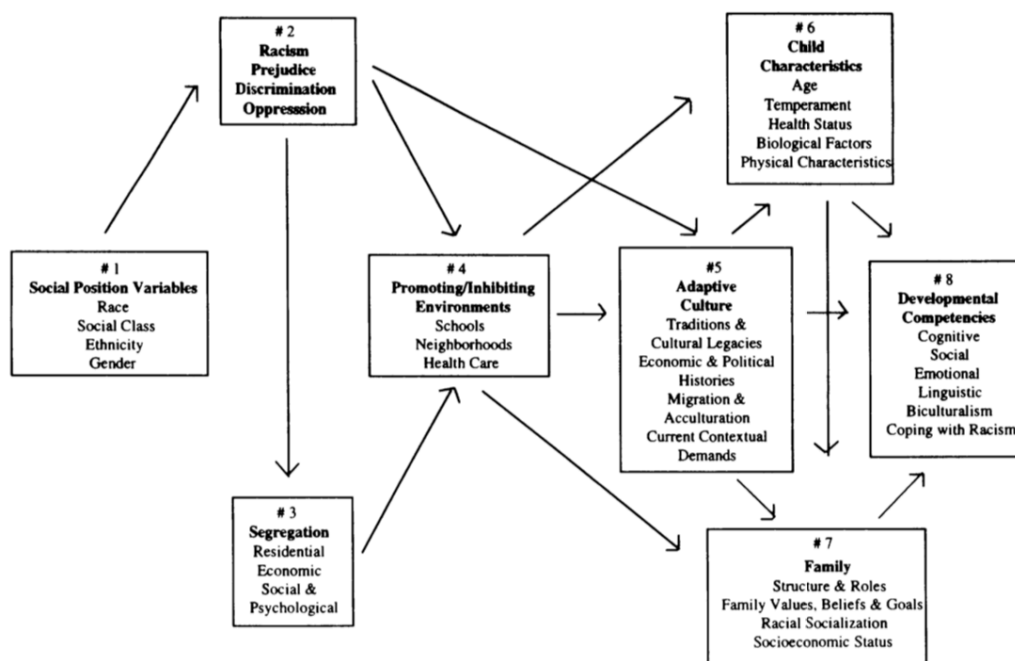 # 2
Racism
Prejudice
Discrimination
Oppresssion
# 6
Child
Characteristics
Age
Temperament
Health Status
Biological Factors
Physical Characteristics
# 1
Social Position Variables
Race
Social Class
Ethnicity
Gender
# 4
Promoting/Inhibiting
Environments
Schools
Neighborhoods
Health Care
#5
Adaptive
Culture
Traditions &
Cultural Legacies
Economic & Political
Histories
Migration &
Acculturation
Current Contextual
Demands
# 8
Developmental
Competencies
Cognitive
Social
Emotional
Linguistic
Biculturalism
Coping with Racism
# 3
Segregation
Residential
Economic
Social &
Psychological
# 7
Family
Structure & Roles
Family Values, Beliefs & Goals
Racial Socialization
Socioeconomic Status